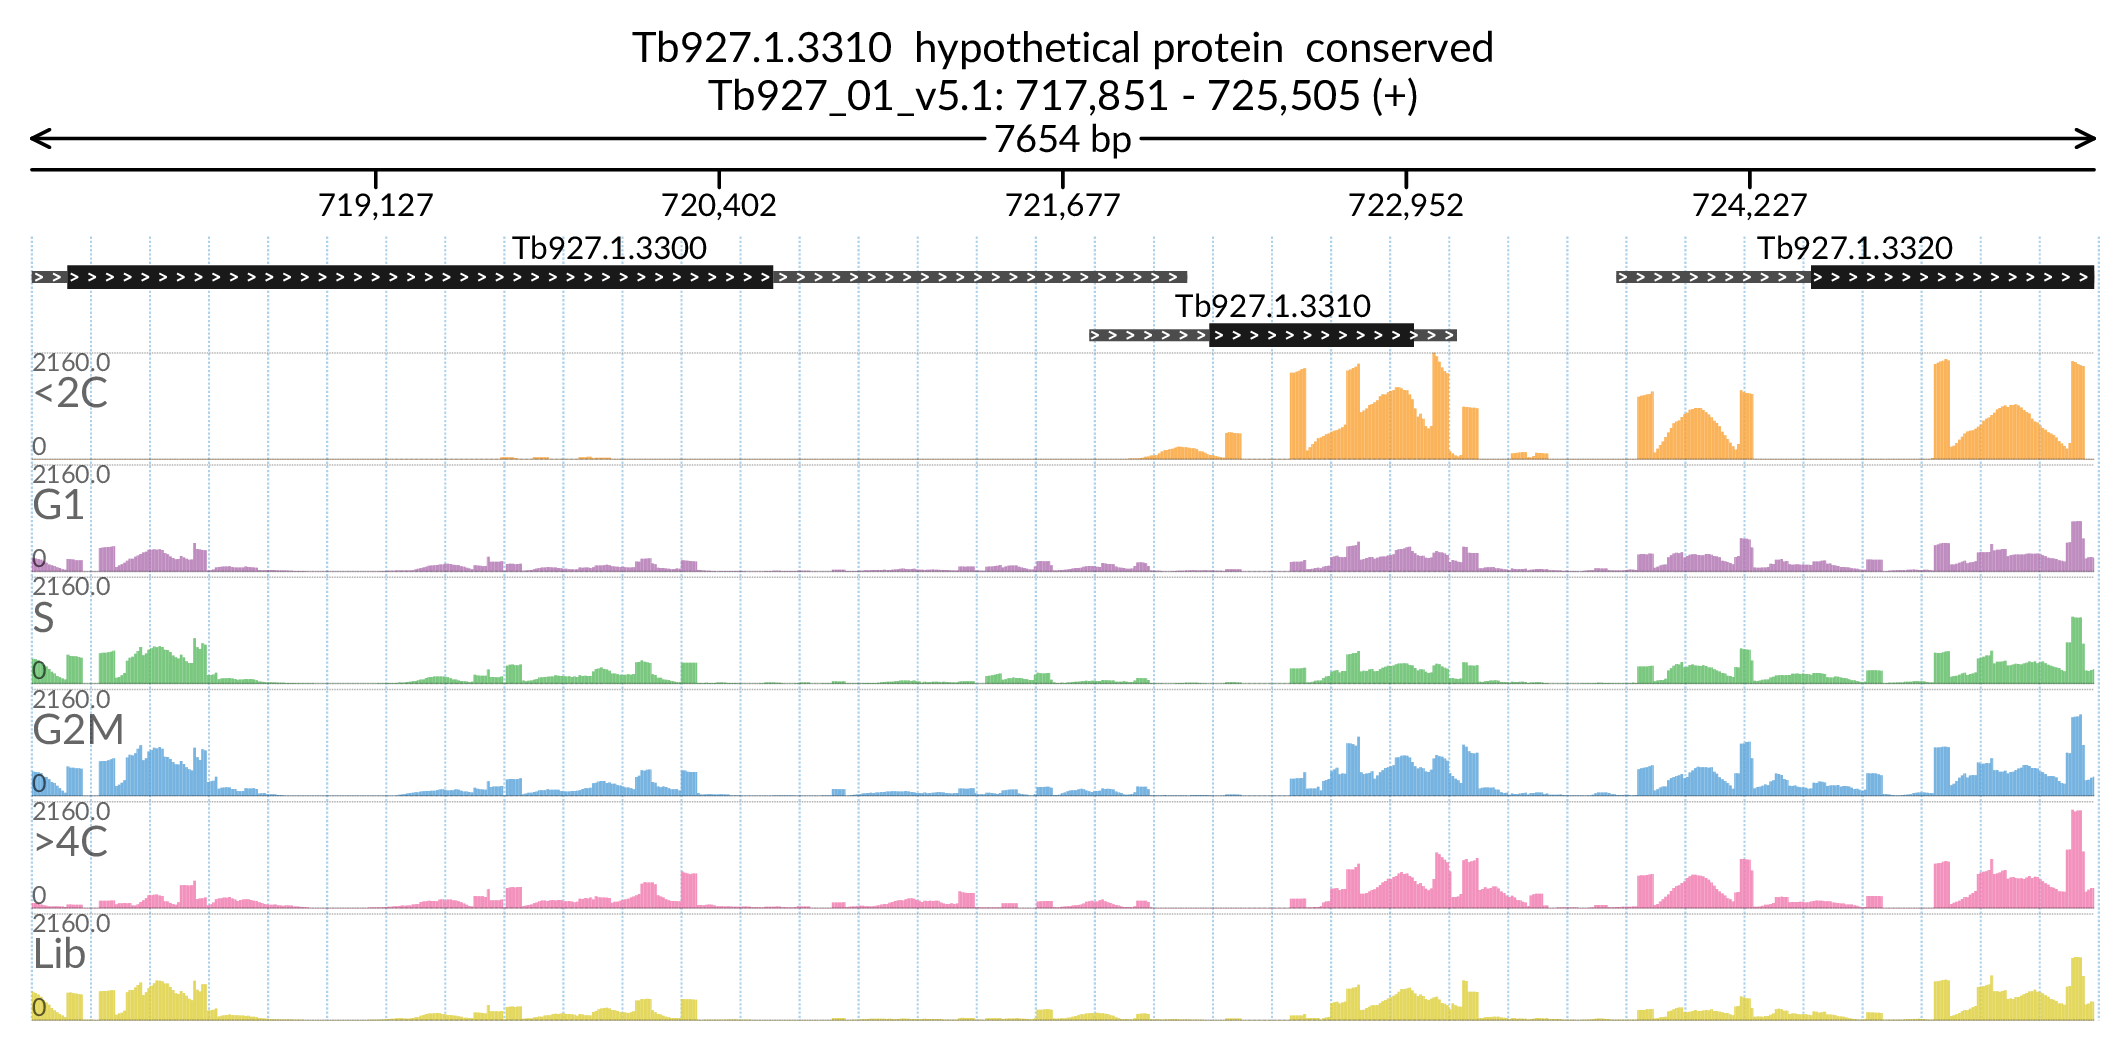 Tb927.1.3310  hypothetical protein  conserved
Tb927_01_v5.1: 717,851 - 725,505 (+)
7654 bp
719,127 720,402 721,677 722,952 724,227
Tb927.1.3300 Tb927.1.3320
Tb927.1.3310
2160.0
<2C
0
2160.0
G1
0
2160.0
S
0
2160.0
G2M
0
2160.0
>4C
0
2160.0
Lib
0